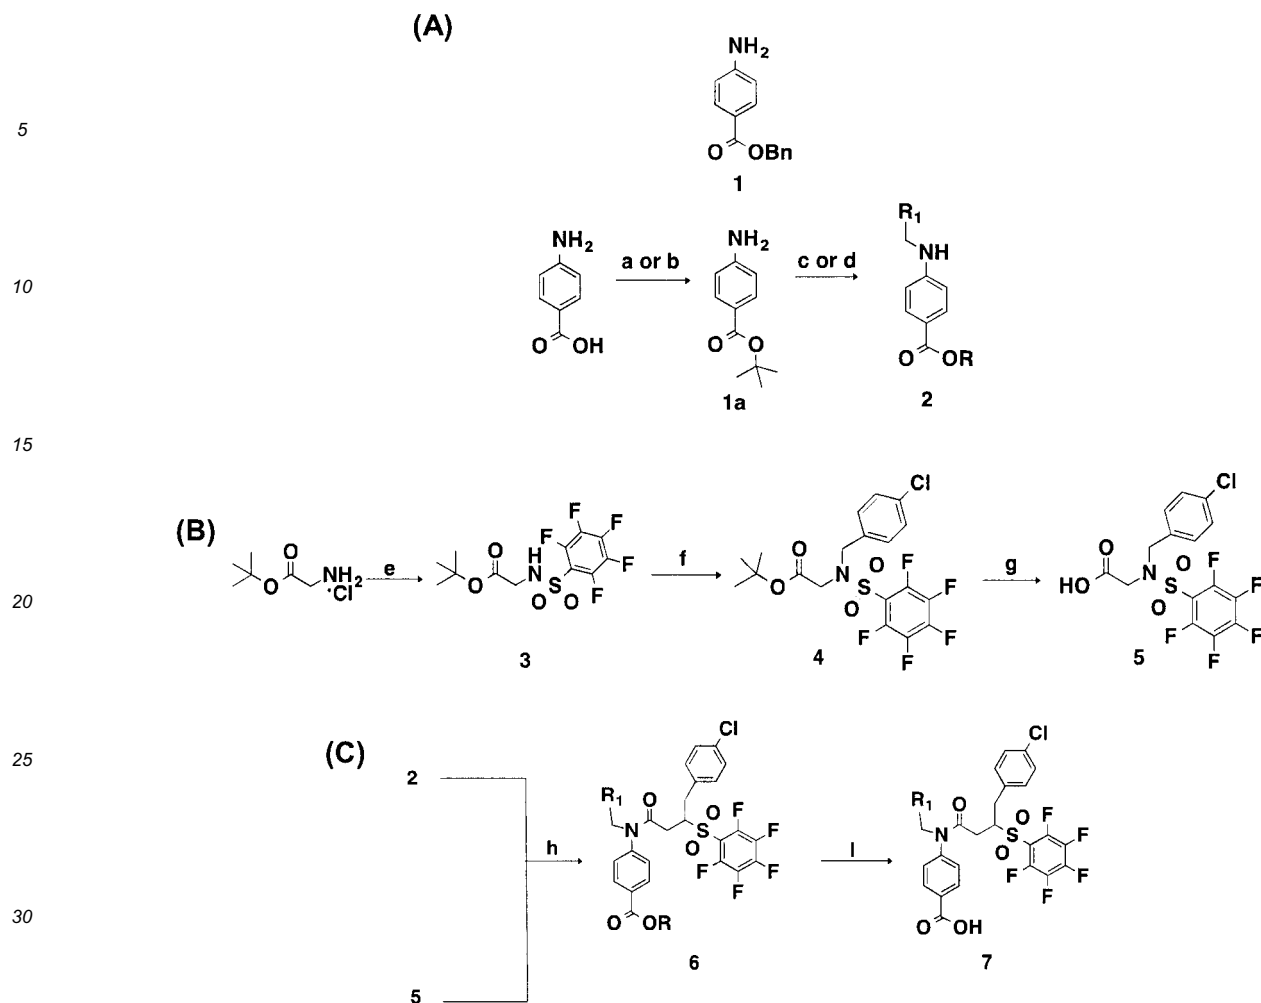 (A)
NH2
5
O OBn
1
R1
NH2
NH2
NH
a or b
c or d
10
O OH
O O
O OR
1a
2
15
Cl
Cl
(B)
F
F
F
O
H
N
F
F
O
NH2
·Cl
e
O
O
S
O O
f
O
O
N
O
S
O
F
F
F
F
F
g
O
HO
N
O
S
O
F
F
F
F
F
20
3
4
5
25
(C)
Cl
Cl
2
R1
O
N
O
S
O
F
F
F
F
F
R1
O
N
O
S
O
F
F
F
F
F
h
I
O OR
O OH
30
6
7
5